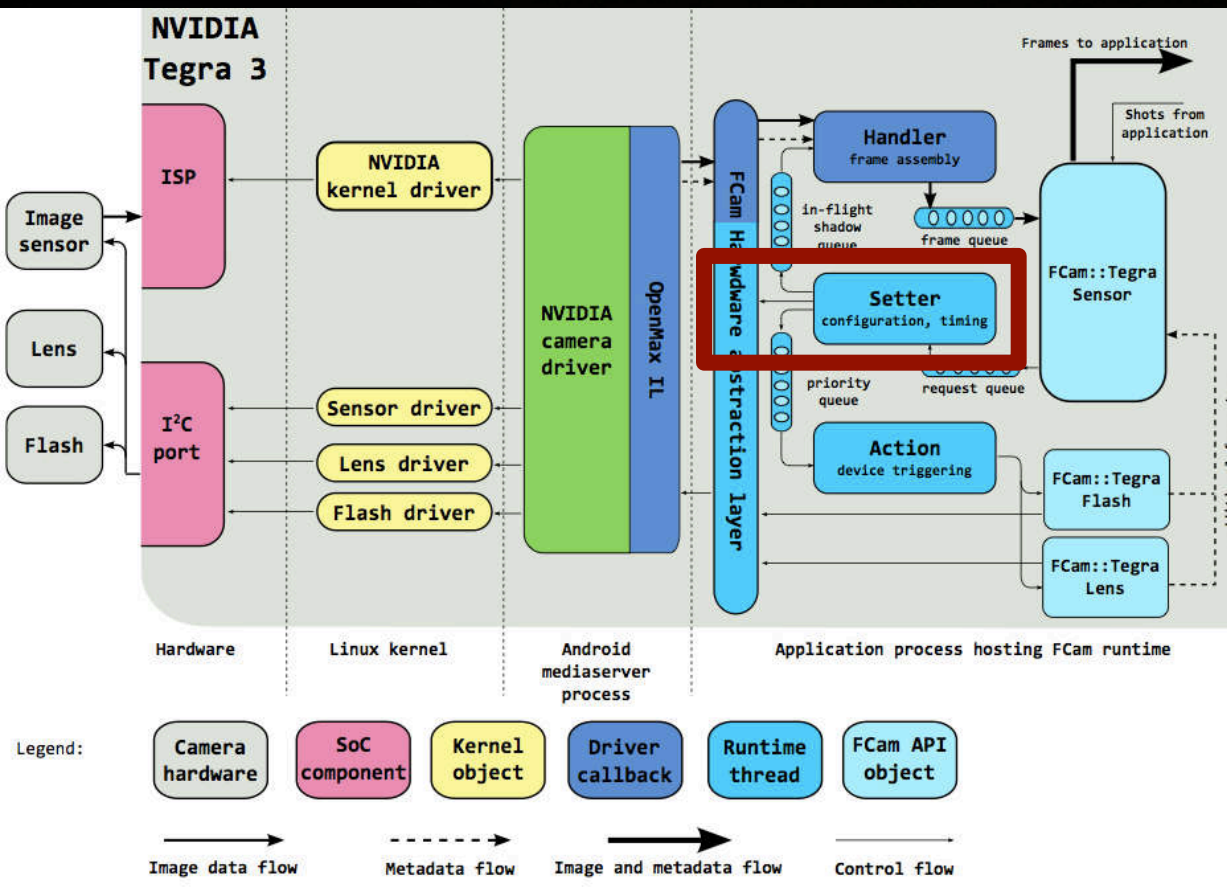 NVIDIA
Tegra 3
Frames to application
Shots from
application
ISP
NVIDIA
kernel driver
Handler
frame assembly
Image
sensor
in-flight
shadow
queue
frame queue
FCam Hawdware abstraction layer
FCam::Tegra
Sensor
Setter
configuration, timing
OpenMax IL
NVIDIA
camera
driver
Lens
priority
queue
request queue
Sensor driver
I²C
port
Flash
Action
device triggering
Lens driver
FCam::Tegra
Flash
Flash driver
FCam::Tegra
Lens
Hardware
Linux kernel
Android
mediaserver
process
Application process hosting FCam runtime
Legend:
Camera
hardware
SoC
component
Kernel
object
Driver
callback
Runtime
thread
FCam API
object
Image data flow
Metadata flow
Image and metadata flow
Control flow